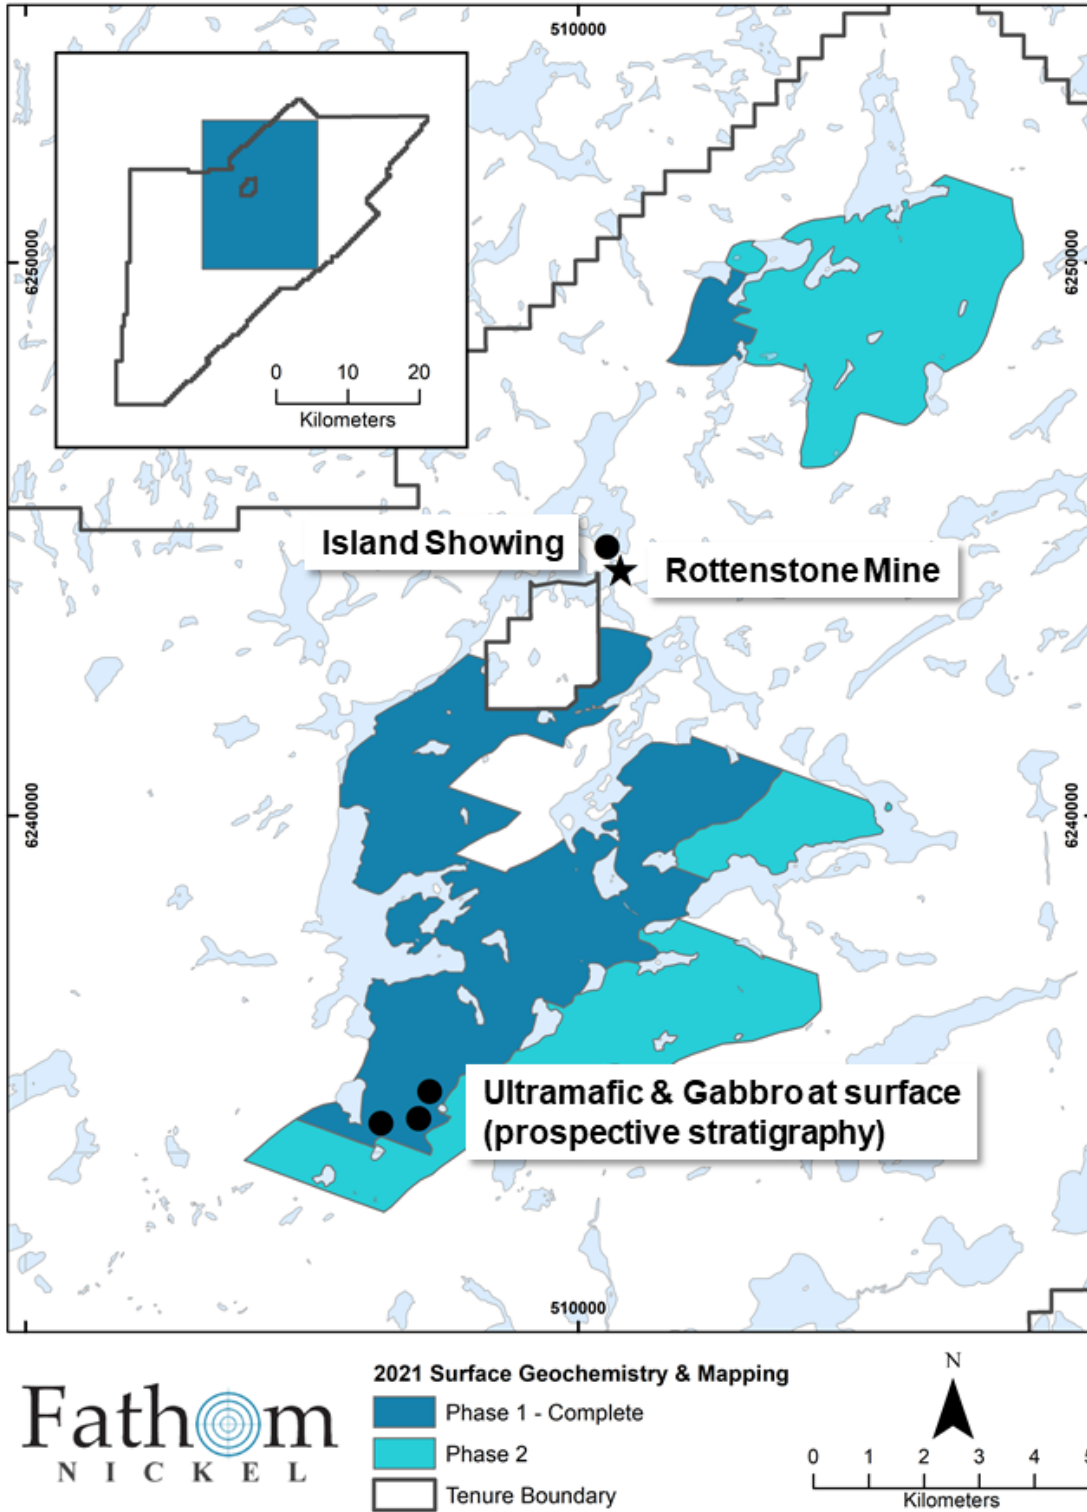 510000
0 10 20
Kilometers
6250000
6250000
Island Showing
Rottenstone Mine
6240000
6240000
Ultramafic & Gabbro at surface
(prospective stratigraphy)
510000
Fathom
NICKEL
2021 Surface Geochemistry & Mapping
Phase 1 - Complete
Phase 2
Tenure Boundary
N
0 1 2 3 4 5
Kilometers